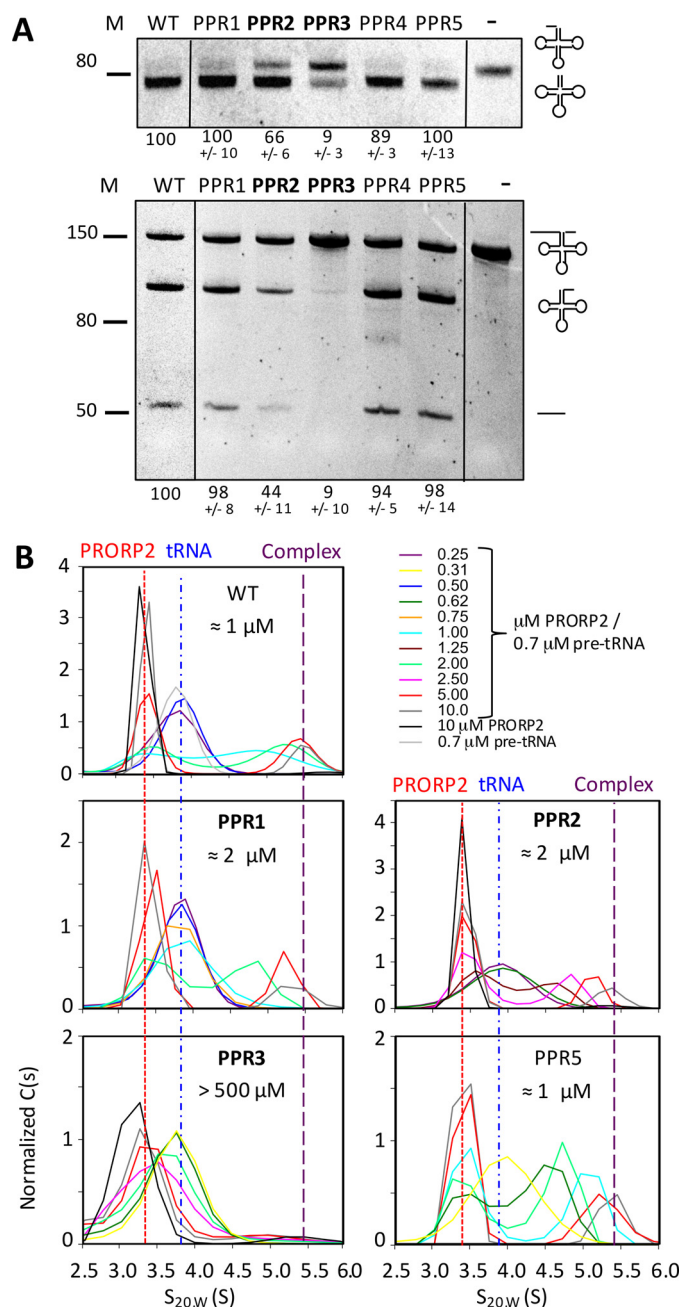 A
M WT PPR1 PPR2 PPR3 PPR4 PPR5 –
80
100 100 66 9 89 100
+/- 10 +/- 6 +/- 3 +/- 3 +/-13
M WT PPR1 PPR2 PPR3 PPR4 PPR5 –
150
80
50
100 98 44 9 94 98
+/- 8 +/- 11 +/- 10 +/- 5 +/- 14
B
PRORP2 tRNA Complex
4
3
2
1
0
WT
≈ 1 µM
0.25
0.31
0.50
0.62
0.75
1.00
1.25
2.00
2.50
5.00
10.0
10 µM PRORP2
0.7 µM pre-tRNA
µM PRORP2 /
0.7 µM pre-tRNA
2
1
0
PPR1
≈ 2 µM
PRORP2 tRNA Complex
4
3
2
1
0
PPR2
≈ 2 µM
Normalized C(s)
2
1
0
PPR3
> 500 µM
2.5 3.0 3.5 4.0 4.5 5.0 5.5 6.0
S20,W (S)
2
1
0
PPR5
≈ 1 µM
2.5 3.0 3.5 4.0 4.5 5.0 5.5 6.0
S20,W (S)